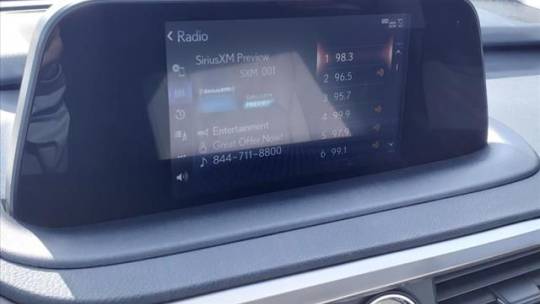 Radio
SiriusXM Preview
SXM 001
Entertainment
Great Offer Now!
844-711-8800
1 98.3
2 96.5
3 95.7
4 99.9
5 97.9
6 99.1